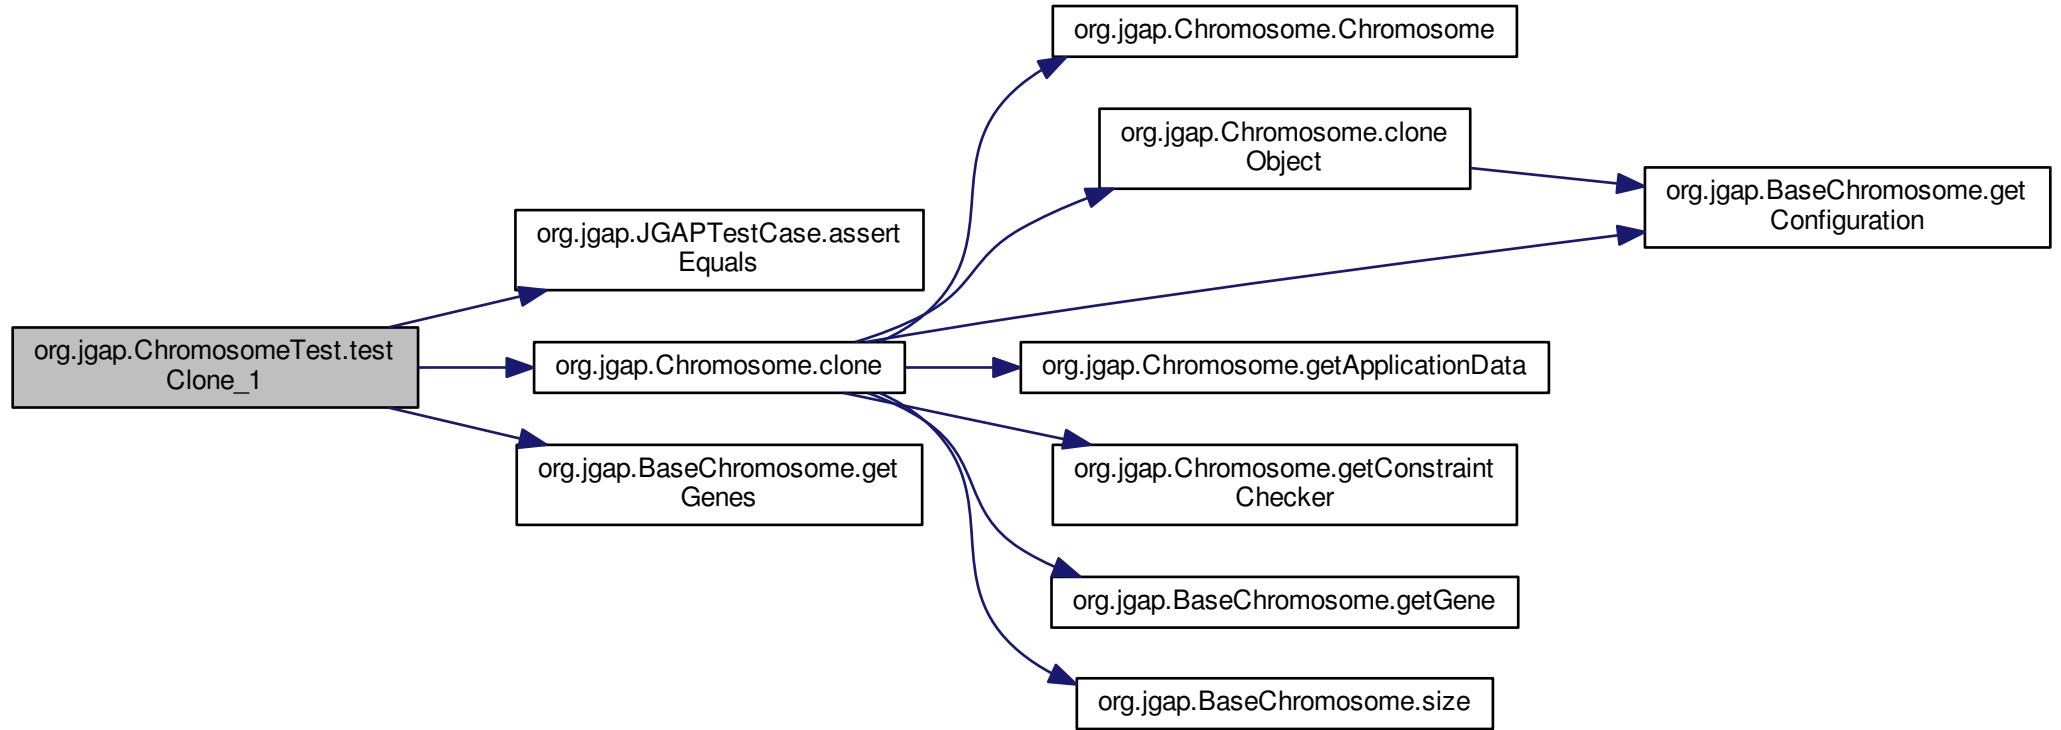 org.jgap.ChromosomeTest.test
Clone_1
org.jgap.JGAPTestCase.assert
Equals
org.jgap.Chromosome.clone
org.jgap.BaseChromosome.get
Genes
org.jgap.Chromosome.Chromosome
org.jgap.Chromosome.clone
Object
org.jgap.BaseChromosome.get
Configuration
org.jgap.Chromosome.getApplicationData
org.jgap.Chromosome.getConstraint
Checker
org.jgap.BaseChromosome.getGene
org.jgap.BaseChromosome.size